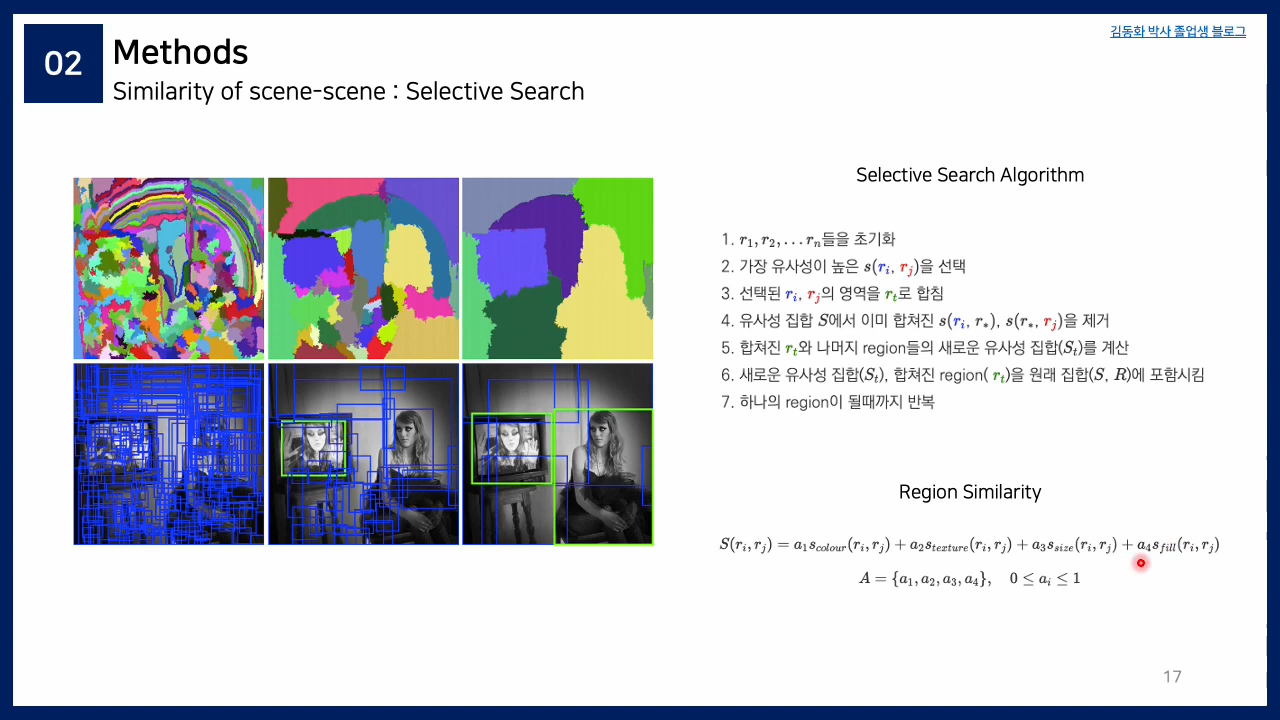 02
Methods
Similarity of scene-scene : Selective Search
김동화 박사 졸업생 블로그
Selective Search Algorithm
1. r₁, r₂, . . . rₙ들을 초기화
2. 가장 유사성이 높은 s(rᵢ, rⱼ)을 선택
3. 선택된 rᵢ, rⱼ의 영역을 rₜ로 합침
4. 유사성 집합 S에서 이미 합쳐진 s(rᵢ, r∗), s(r∗, rⱼ)을 제거
5. 합쳐진 rₜ와 나머지 region들의 새로운 유사성 집합(Sₜ)를 계산
6. 새로운 유사성 집합(Sₜ), 합쳐진 region( rₜ)을 원래 집합(S, R)에 포함시킴
7. 하나의 region이 될때까지 반복
Region Similarity
S(rᵢ, rⱼ) = a₁s_colour(rᵢ, rⱼ) + a₂s_texture(rᵢ, rⱼ) + a₃s_size(rᵢ, rⱼ) + a₄s_fill(rᵢ, rⱼ)
A = {a₁, a₂, a₃, a₄}, 0 ≤ aᵢ ≤ 1
17